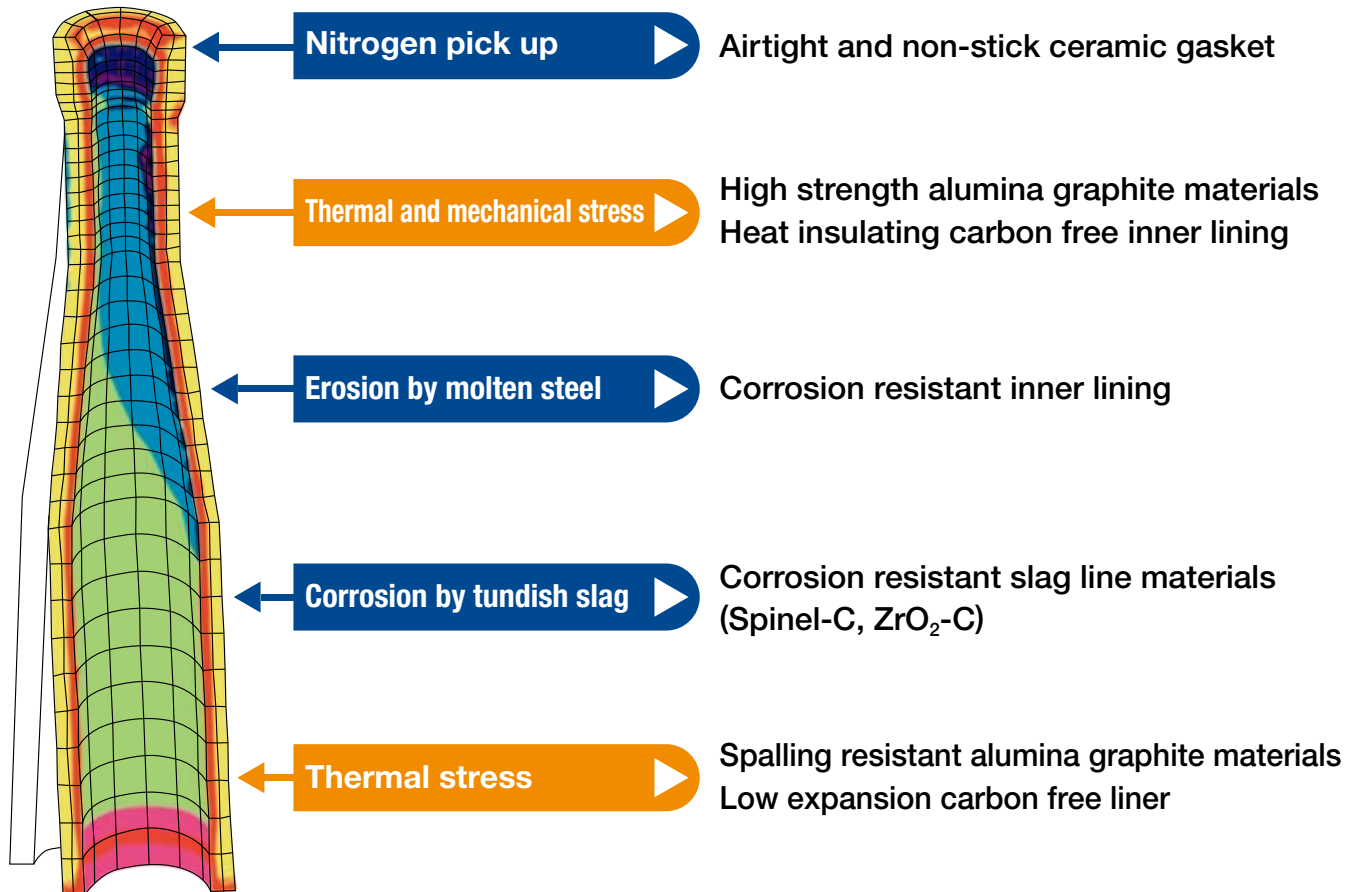 Nitrogen pick up
Airtight and non-stick ceramic gasket
Thermal and mechanical stress
High strength alumina graphite materials
Heat insulating carbon free inner lining
Erosion by molten steel
Corrosion resistant inner lining
Corrosion by tundish slag
Corrosion resistant slag line materials
(Spinel-C, ZrO₂-C)
Thermal stress
Spalling resistant alumina graphite materials
Low expansion carbon free liner